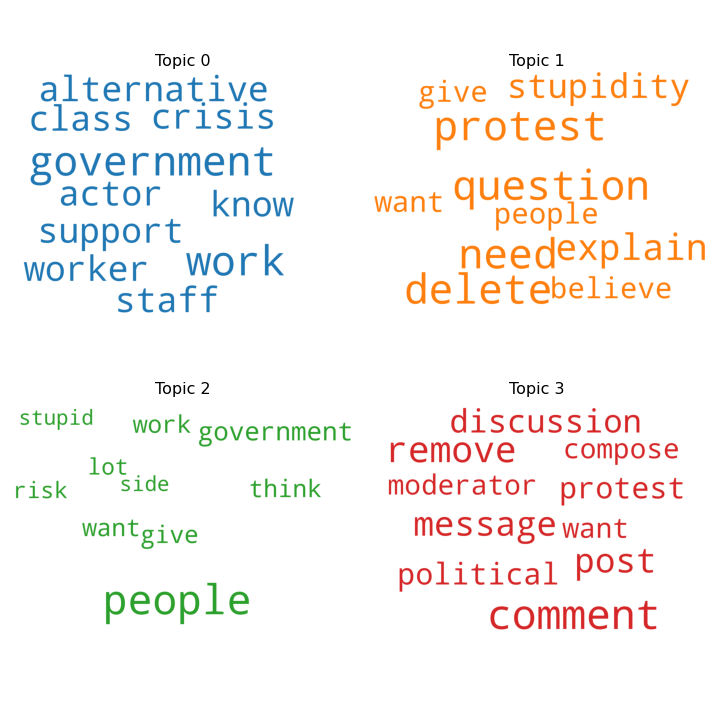 Topic 0
alternative
class crisis
government
actor
know
support
work
worker
staff
Topic 1
give stupidity
protest
question
want
people
need explain
delete believe
Topic 2
stupid
work government
lot
side
risk
think
want give
people
Topic 3
discussion
remove compose
moderator protest
message want
political post
comment